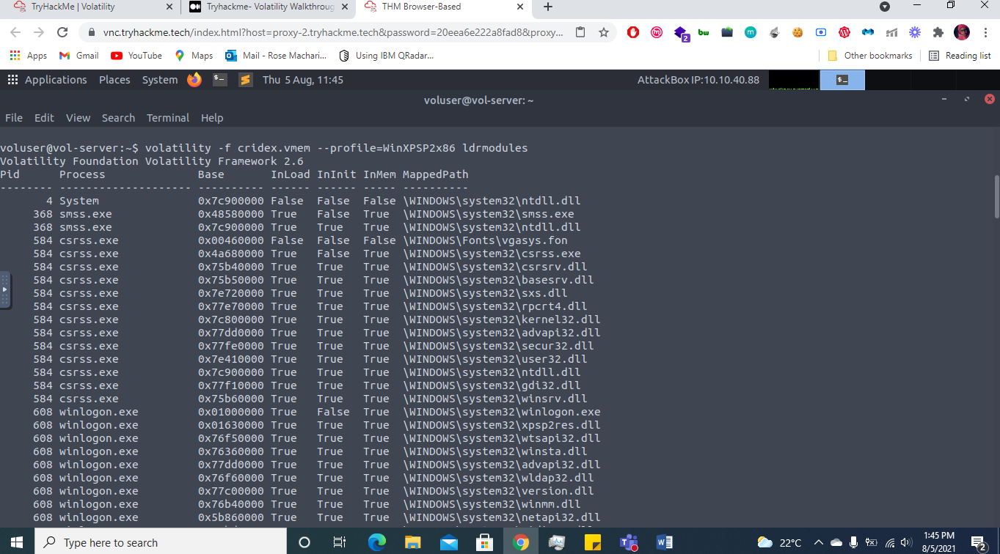 TryHackMe | Volatility
Tryhackme- Volatility Walkthroug
THM Browser-Based
vnc.tryhackme.tech/index.html?host=proxy-2.tryhackme.tech&password=20eea6e222a8fad8&proxy...
Apps Gmail YouTube Maps Mail - Rose Machari... Using IBM QRadar... Other bookmarks Reading list
Applications Places System Thu 5 Aug, 11:45 AttackBox IP:10.10.40.88
voluser@vol-server: ~
File Edit View Search Terminal Help
voluser@vol-server:~$ volatility -f cridex.vmem --profile=WinXPSP2x86 ldrmodules
Volatility Foundation Volatility Framework 2.6
Pid Process Base InLoad InInit InMem MappedPath
-------- -------------------- ---------- ------ ------ ----- ----------
4 System 0x7c900000 False False False \WINDOWS\system32\ntdll.dll
368 smss.exe 0x48580000 True False True \WINDOWS\system32\smss.exe
368 smss.exe 0x7c900000 True True True \WINDOWS\system32\ntdll.dll
584 csrss.exe 0x00460000 False False False \WINDOWS\Fonts\vgasys.fon
584 csrss.exe 0x4a680000 True False True \WINDOWS\system32\csrss.exe
584 csrss.exe 0x75b40000 True True True \WINDOWS\system32\csrsrv.dll
584 csrss.exe 0x75b50000 True True True \WINDOWS\system32\basesrv.dll
584 csrss.exe 0x7e720000 True True True \WINDOWS\system32\sxs.dll
584 csrss.exe 0x77e70000 True True True \WINDOWS\system32\rpcrt4.dll
584 csrss.exe 0x7c800000 True True True \WINDOWS\system32\kernel32.dll
584 csrss.exe 0x77dd0000 True True True \WINDOWS\system32\advapi32.dll
584 csrss.exe 0x77fe0000 True True True \WINDOWS\system32\secur32.dll
584 csrss.exe 0x7e410000 True True True \WINDOWS\system32\user32.dll
584 csrss.exe 0x7c900000 True True True \WINDOWS\system32\ntdll.dll
584 csrss.exe 0x77f10000 True True True \WINDOWS\system32\gdi32.dll
584 csrss.exe 0x75b60000 True True True \WINDOWS\system32\winsrv.dll
608 winlogon.exe 0x01000000 True False True \WINDOWS\system32\winlogon.exe
608 winlogon.exe 0x01630000 True True True \WINDOWS\system32\xpsp2res.dll
608 winlogon.exe 0x76f50000 True True True \WINDOWS\system32\wtsapi32.dll
608 winlogon.exe 0x76360000 True True True \WINDOWS\system32\winsta.dll
608 winlogon.exe 0x77dd0000 True True True \WINDOWS\system32\advapi32.dll
608 winlogon.exe 0x76f60000 True True True \WINDOWS\system32\wldap32.dll
608 winlogon.exe 0x77c00000 True True True \WINDOWS\system32\version.dll
608 winlogon.exe 0x76b40000 True True True \WINDOWS\system32\winmm.dll
608 winlogon.exe 0x5b860000 True True True \WINDOWS\system32\netapi32.dll
Type here to search
22°C
1:45 PM
8/5/2021
2